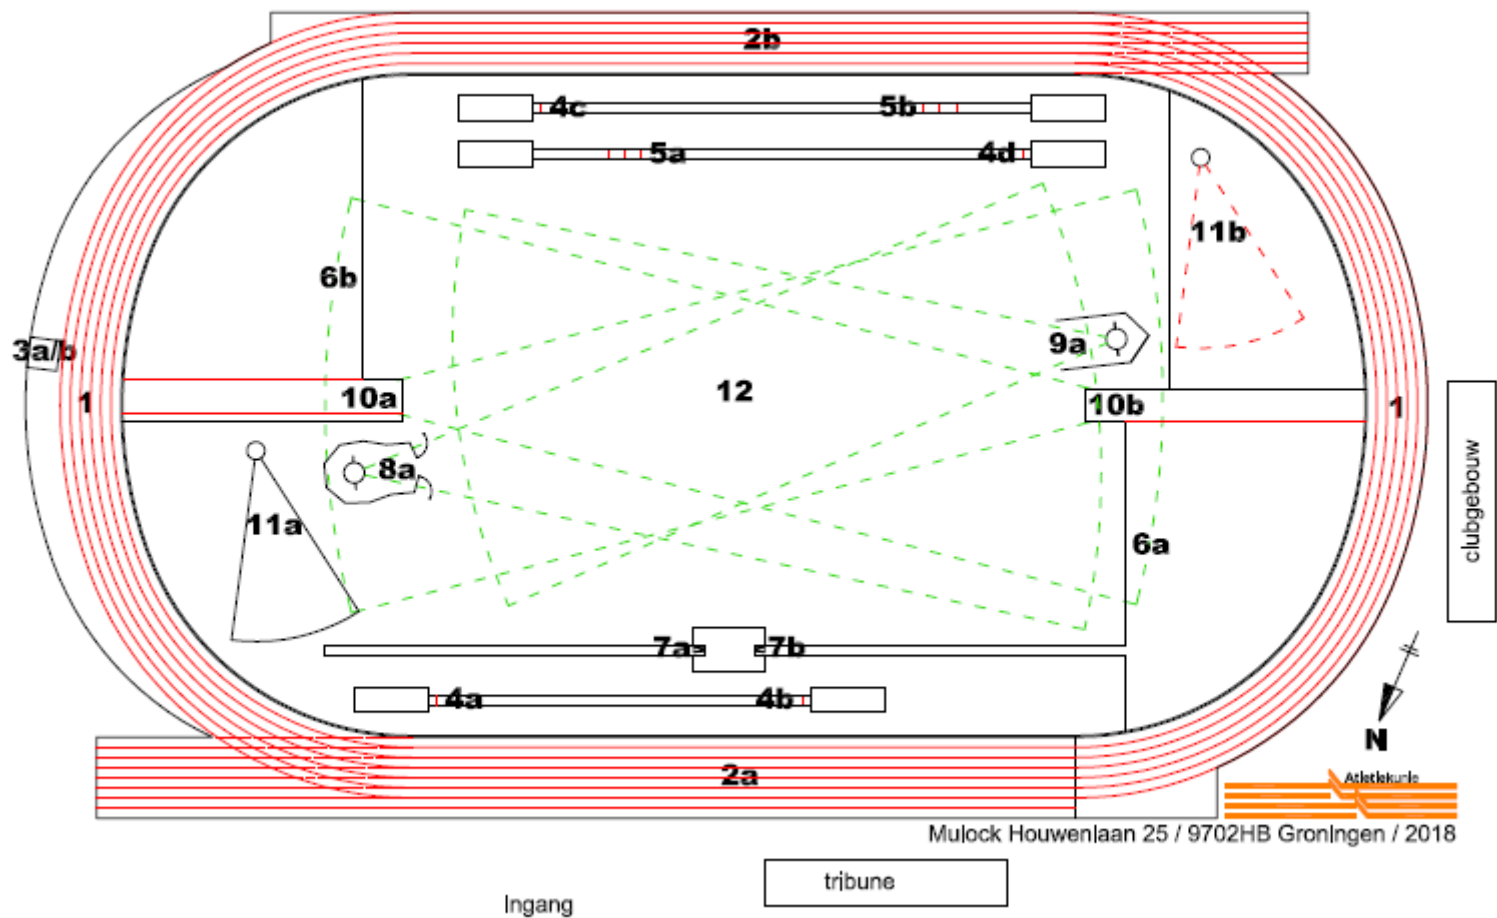 2b
4c 5b
5a 4d
11b
6b
9a
3a/b
12
1 10a 10b 1
8a
clubgebouw
11a
6a
7a 7b
4a 4b
N
2a
Atletiekunie
Mulock Houwenlaan 25 / 9702HB Groningen / 2018
tribune
Ingang